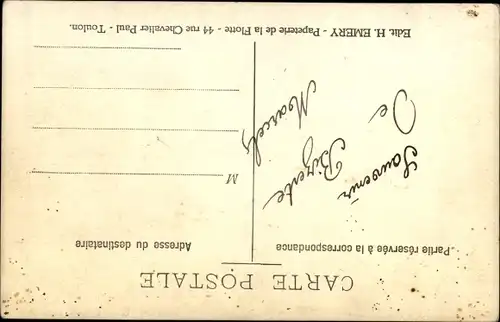 CARTE POSTALE
Partie réservée à la correspondance
Adresse du destinataire
Souvenir
De
Bizerte
Marcel
M
Edit. H. EMERY - Papeterie de la Flotte - 44 rue Chevalier Paul - Toulon.